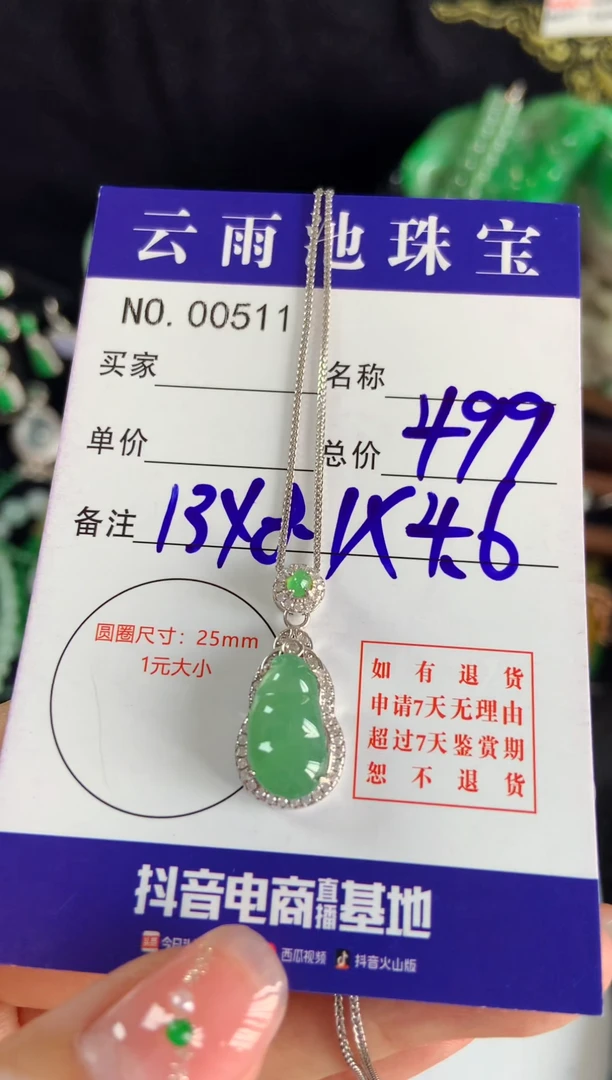 云雨池珠宝
NO. 00511
买家 名称
单价 总价 499
备注 13X8.1X4.6
圆圈尺寸：25mm
1元大小
如有退货
申请7天无理由
超过7天鉴赏期
恕不退货
抖音电商直播基地
今日 西瓜视频 抖音火山版